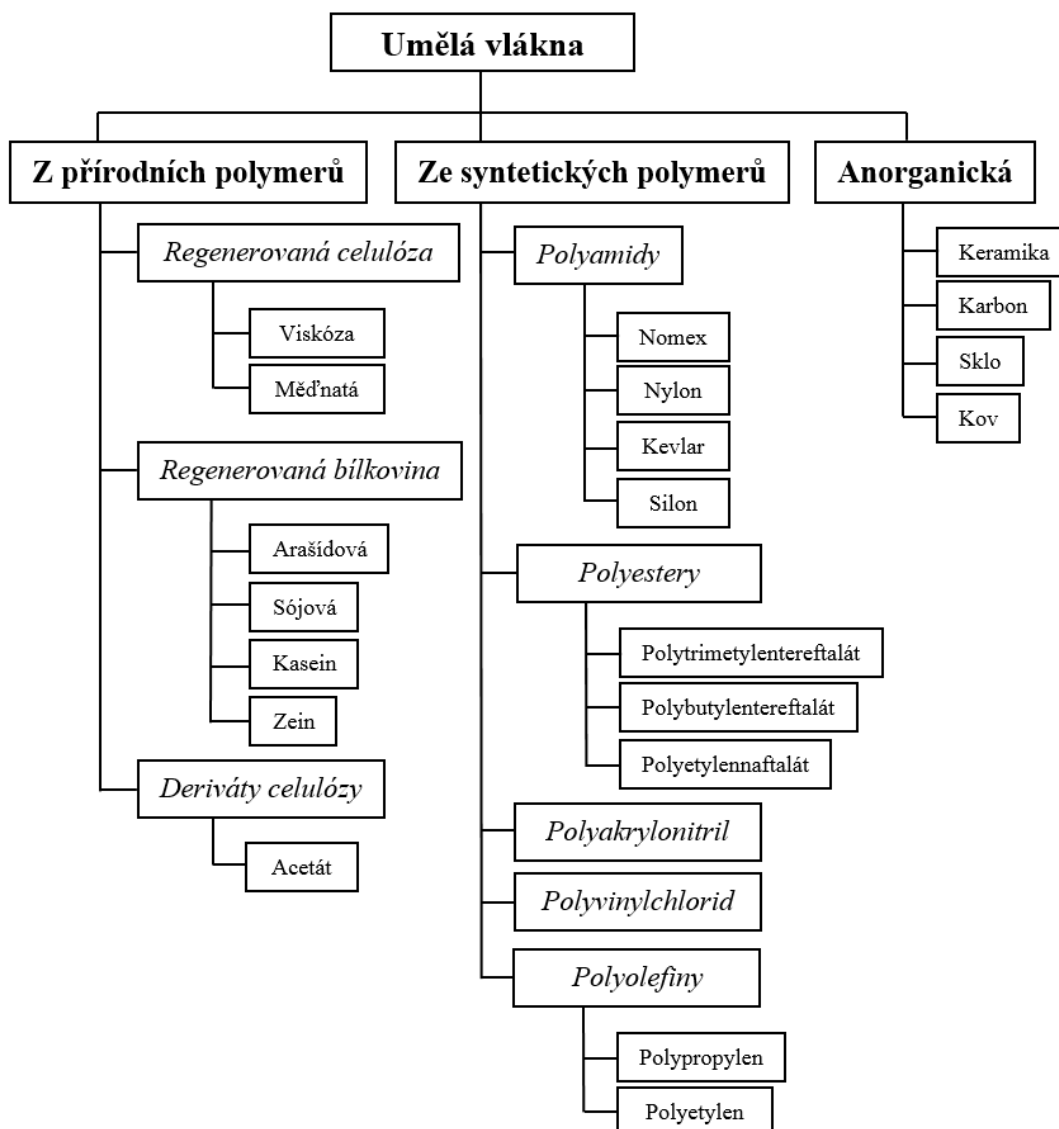 Umělá vlákna
Z přírodních polymerů
Regenerovaná celulóza
Viskóza
Měďnatá
Regenerovaná bílkovina
Arašídová
Sójová
Kasein
Zein
Deriváty celulózy
Acetát
Ze syntetických polymerů
Polyamidy
Nomex
Nylon
Kevlar
Silon
Polyestery
Polytrimetylentereftalát
Polybutylentereftalát
Polyetylennaftalát
Polyakrylonitril
Polyvinylchlorid
Polyolefiny
Polypropylen
Polyetylen
Anorganická
Keramika
Karbon
Sklo
Kov